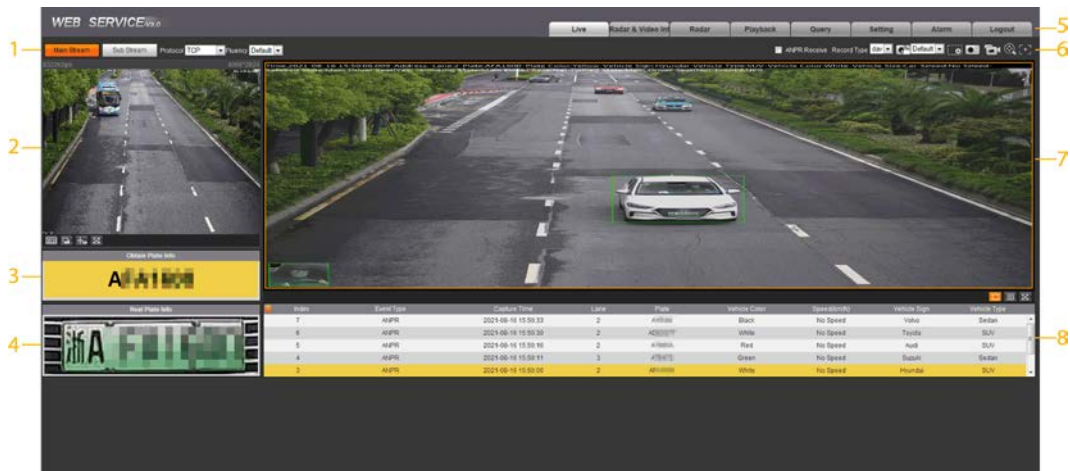 WEB SERVICE V3.0
Live Radar & Video Int Radar Playback Query Setting Alarm Logout
1 Main Stream Sub Stream Protocol TCP Fluency Default ANPR Receive Record Type dav Default
5
6
2
7
Obtain Plate Info
3
Real Plate Info
4
浙A
Index Event Type Capture Time Lane Plate Vehicle Color Speed(km/h) Vehicle Sign Vehicle Type
7 ANPR 2021-08-16 15:50:33 2 Black No Speed Volvo Sedan
6 ANPR 2021-08-16 15:50:30 2 White No Speed Toyota SUV
5 ANPR 2021-08-16 15:50:16 2 Red No Speed Audi SUV
4 ANPR 2021-08-16 15:50:11 3 Green No Speed Suzuki Sedan
3 ANPR 2021-08-16 15:50:06 2 White No Speed Hyundai SUV
8